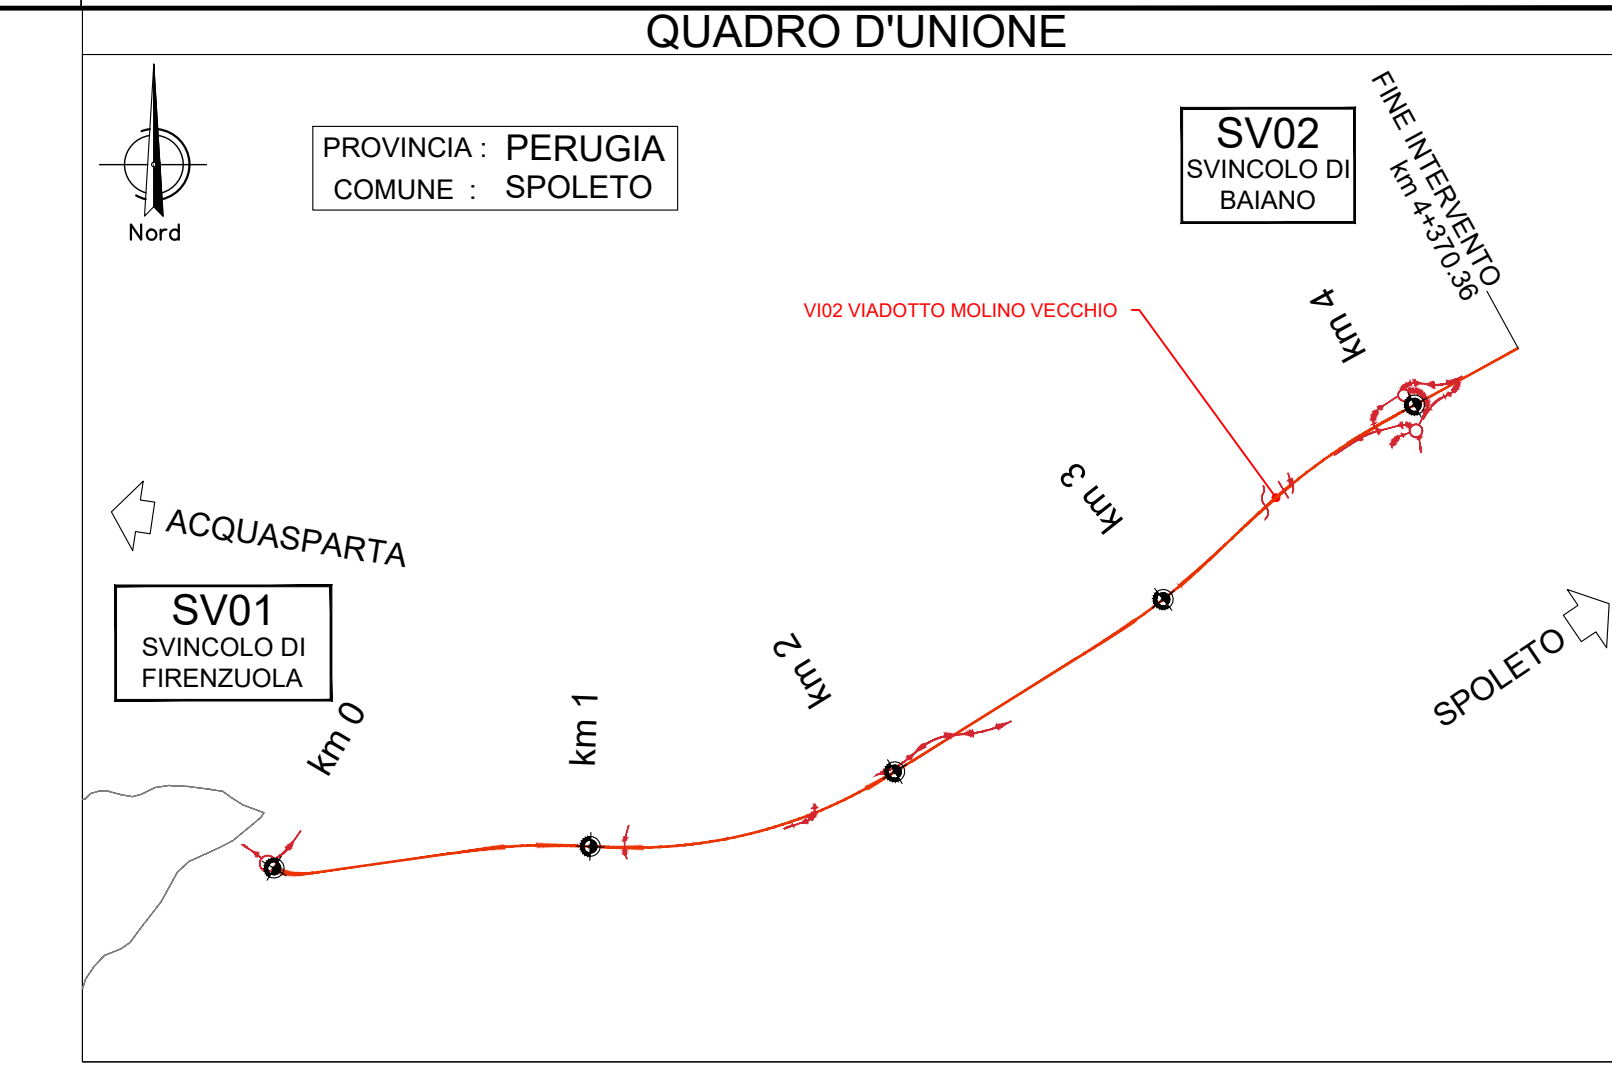 QUADRO D'UNIONE
Nord
PROVINCIA : PERUGIA
COMUNE : SPOLETO
SV02
SVINCOLO DI
BAIANO
FINE INTERVENTO
km 4+370.36
VI02 VIADOTTO MOLINO VECCHIO
km 4
km 3
ACQUASPARTA
SV01
SVINCOLO DI
FIRENZUOLA
km 2
SPOLETO
km 1
km 0